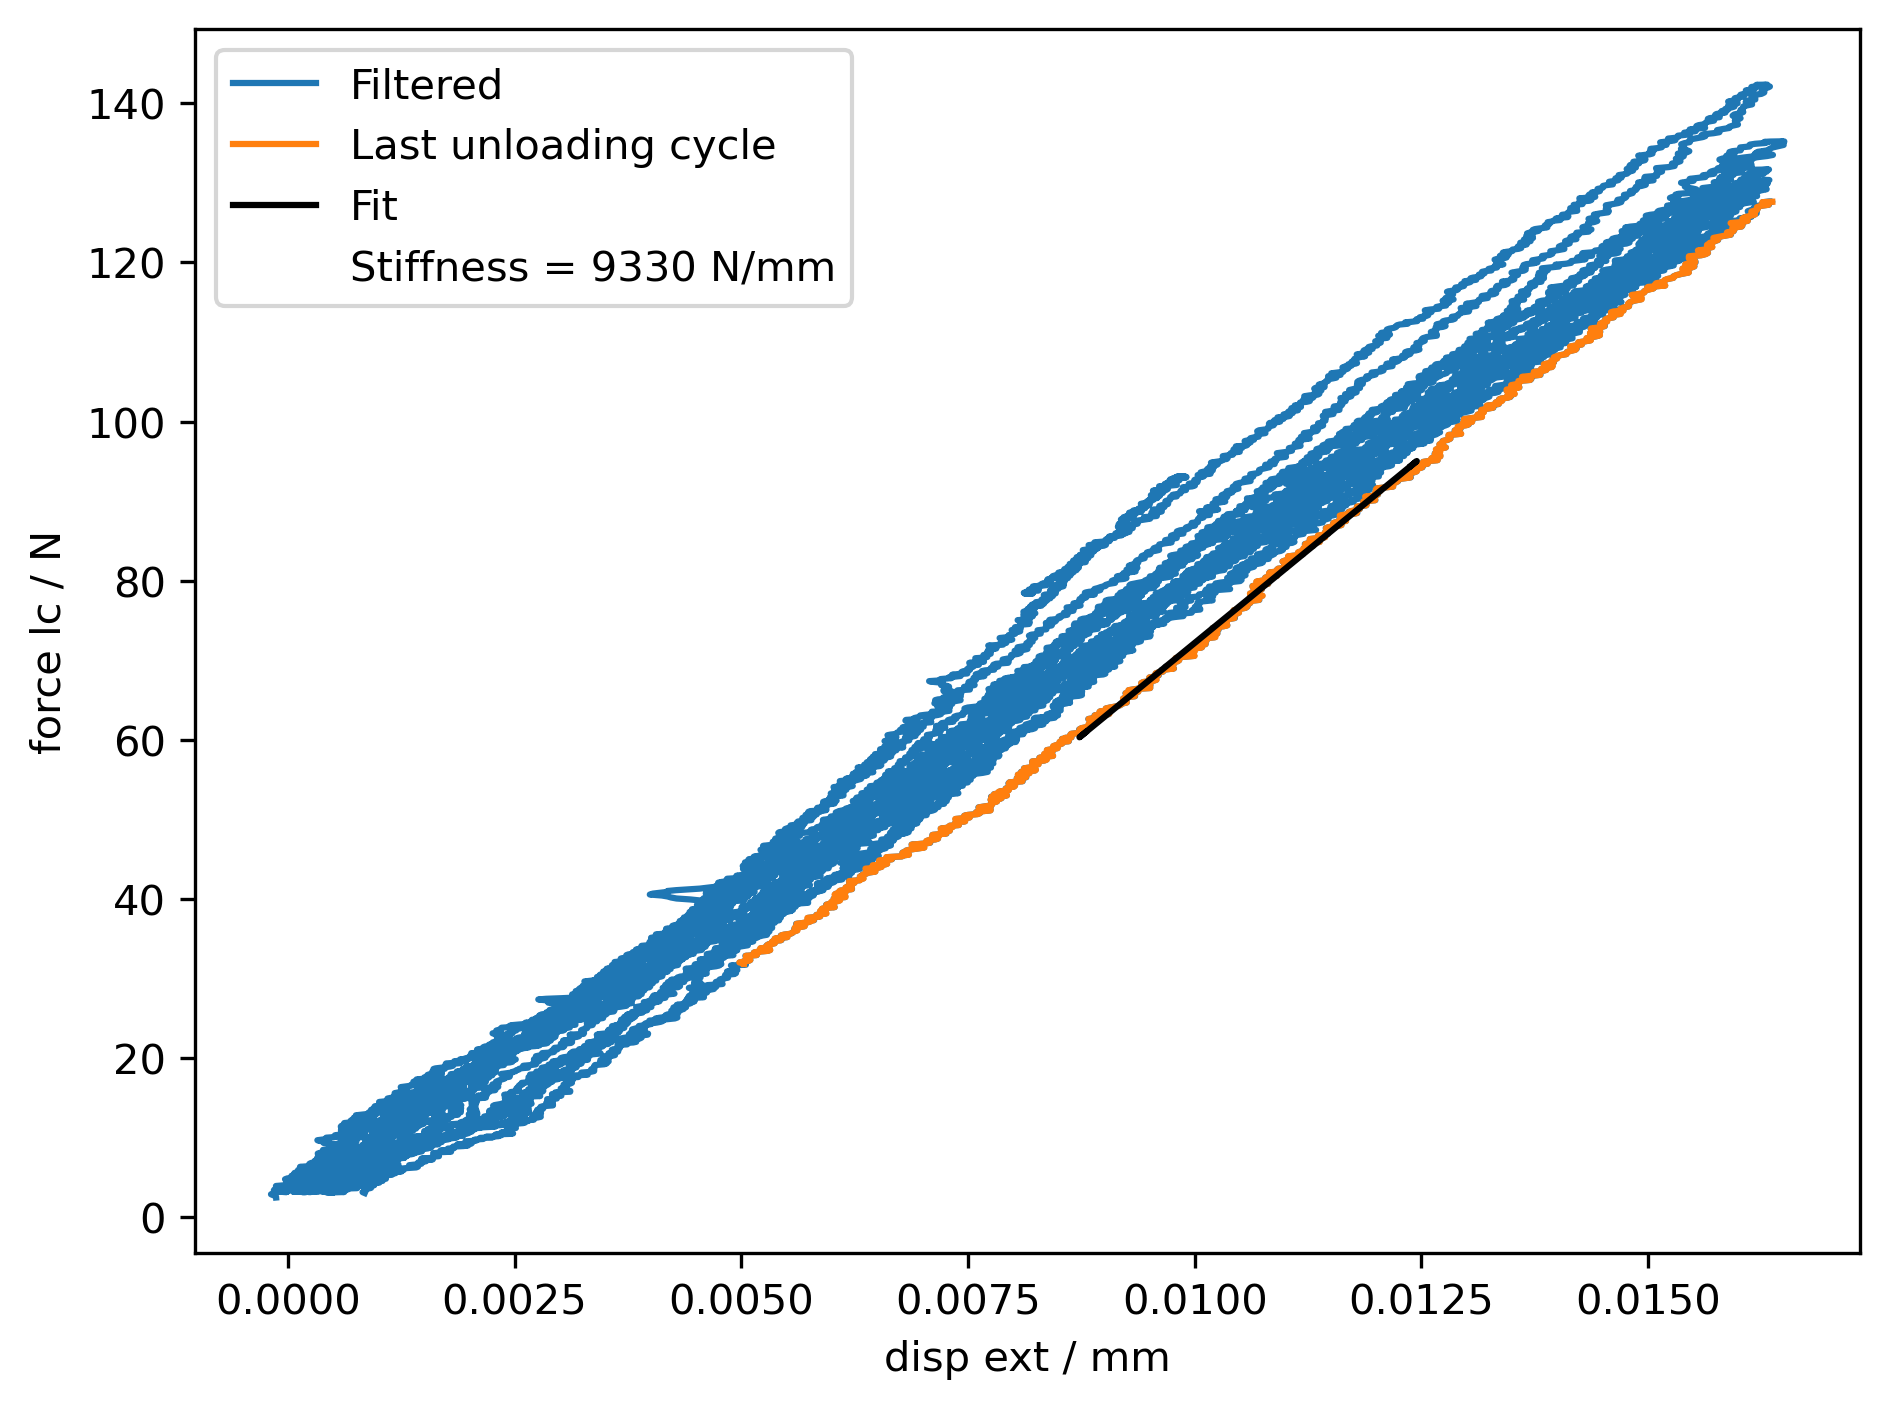 Filtered
Last unloading cycle
Fit
Stiffness = 9330 N/mm
140
120
100
80
60
40
20
0
force lc / N
0.0000 0.0025 0.0050 0.0075 0.0100 0.0125 0.0150
disp ext / mm